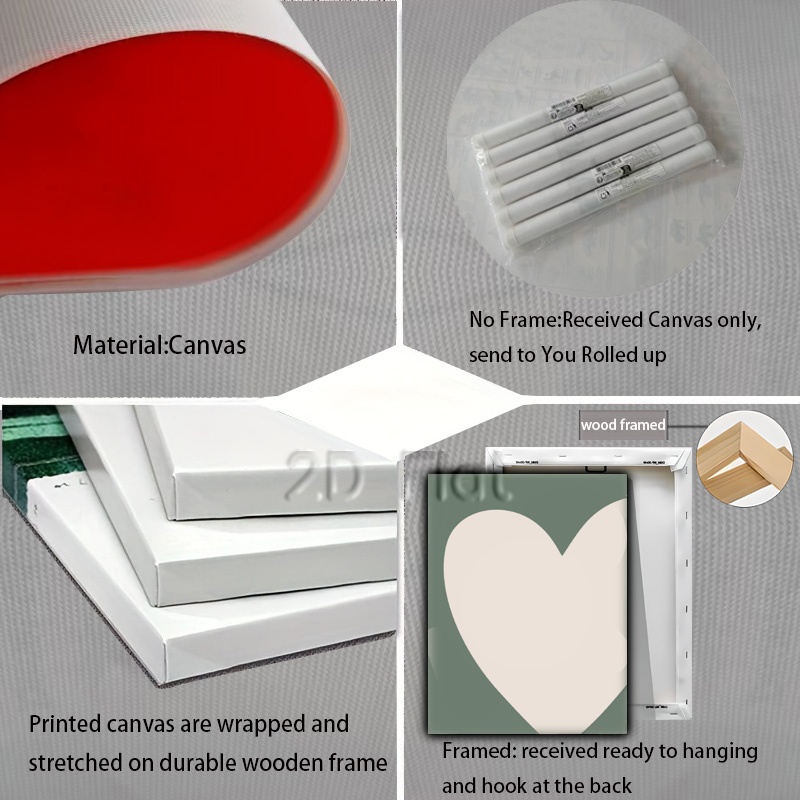 Material:Canvas
No Frame:Received Canvas only,
send to You Rolled up
wood framed
2D Flat
Printed canvas are wrapped and
stretched on durable wooden frame
Framed: received ready to hanging
and hook at the back